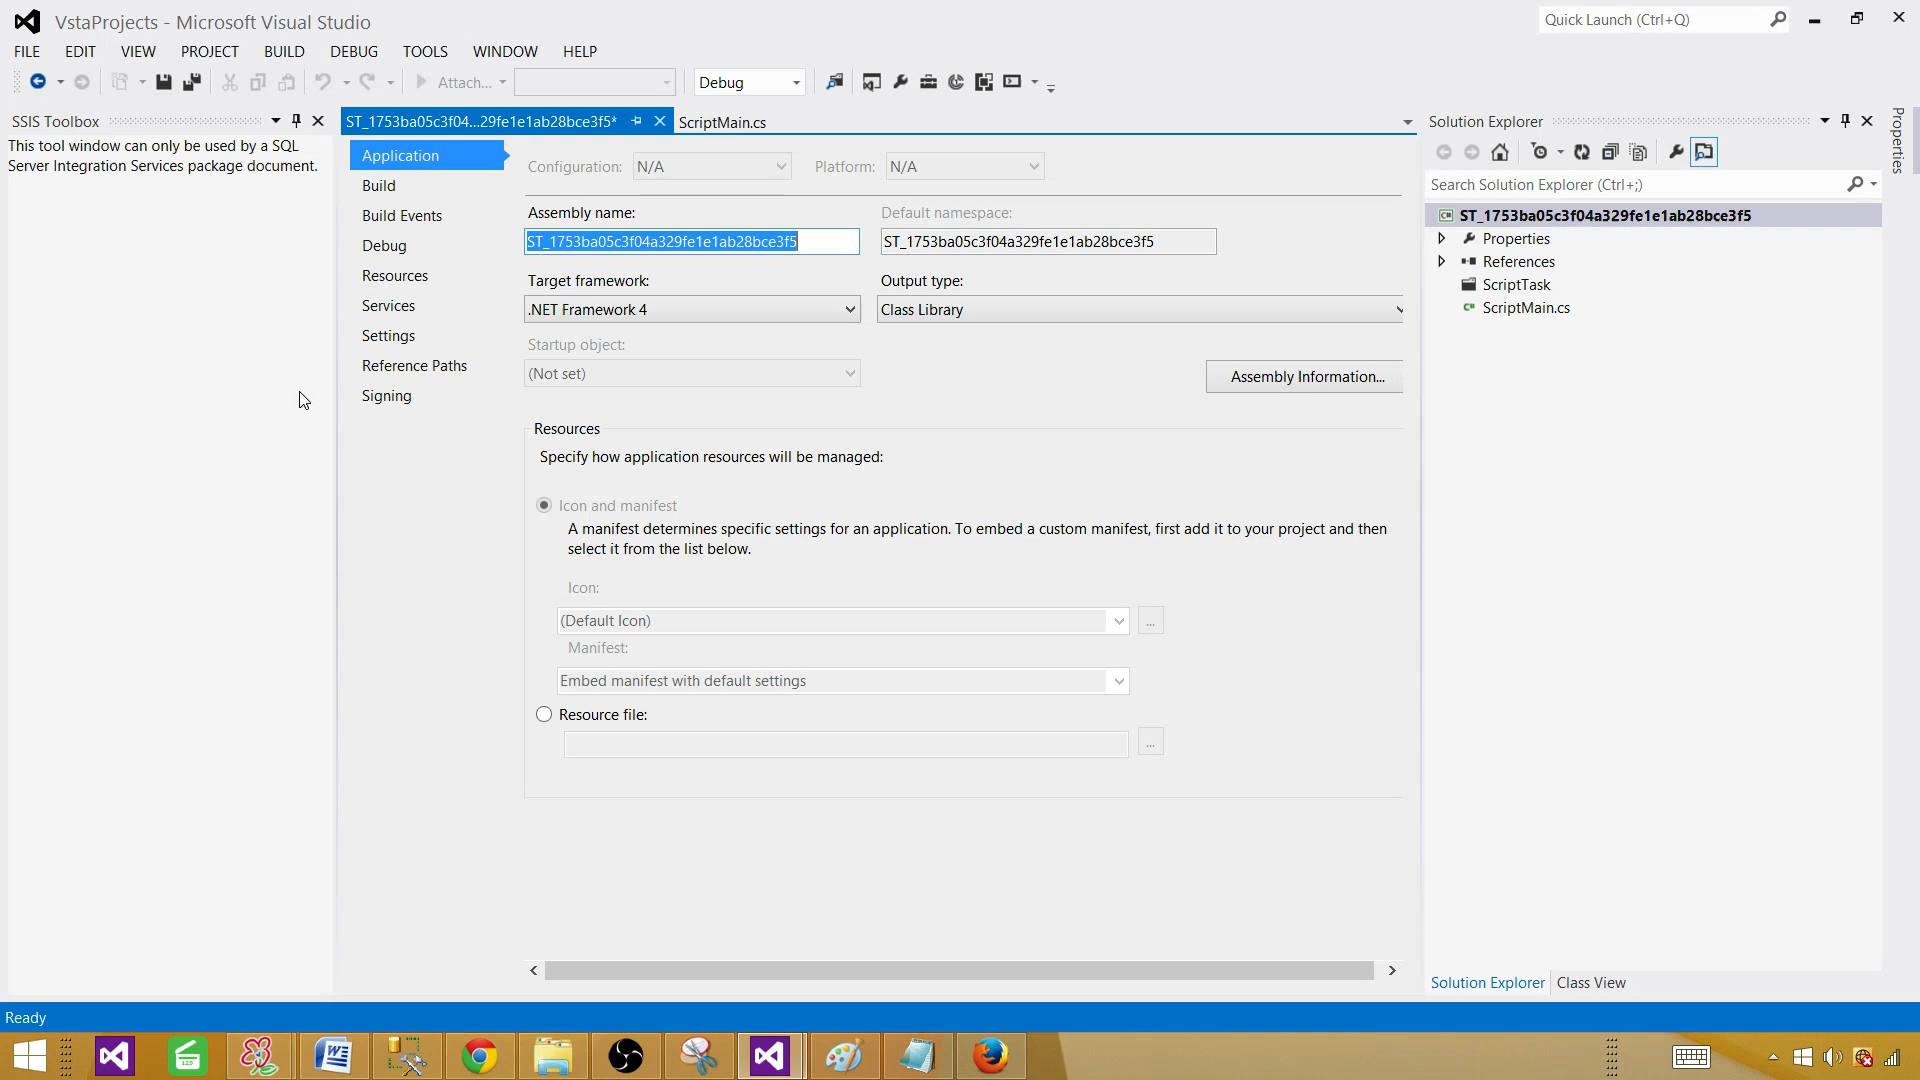 VstaProjects - Microsoft Visual Studio
Quick Launch (Ctrl+Q)
FILE EDIT VIEW PROJECT BUILD DEBUG TOOLS WINDOW HELP
Attach... Debug
SSIS Toolbox
This tool window can only be used by a SQL
Server Integration Services package document.
ST_1753ba05c3f04...29fe1e1ab28bce3f5*
ScriptMain.cs
Application
Build
Build Events
Debug
Resources
Services
Settings
Reference Paths
Signing
Configuration: N/A Platform: N/A
Assembly name: Default namespace:
ST_1753ba05c3f04a329fe1e1ab28bce3f5 ST_1753ba05c3f04a329fe1e1ab28bce3f5
Target framework: Output type:
.NET Framework 4 Class Library
Startup object:
(Not set)
Assembly Information...
Resources
Specify how application resources will be managed:
Icon and manifest
A manifest determines specific settings for an application. To embed a custom manifest, first add it to your project and then
select it from the list below.
Icon:
(Default Icon) ...
Manifest:
Embed manifest with default settings
Resource file:
...
Solution Explorer
Search Solution Explorer (Ctrl+;)
ST_1753ba05c3f04a329fe1e1ab28bce3f5
Properties
References
ScriptTask
ScriptMain.cs
Solution Explorer Class View
Properties
Ready